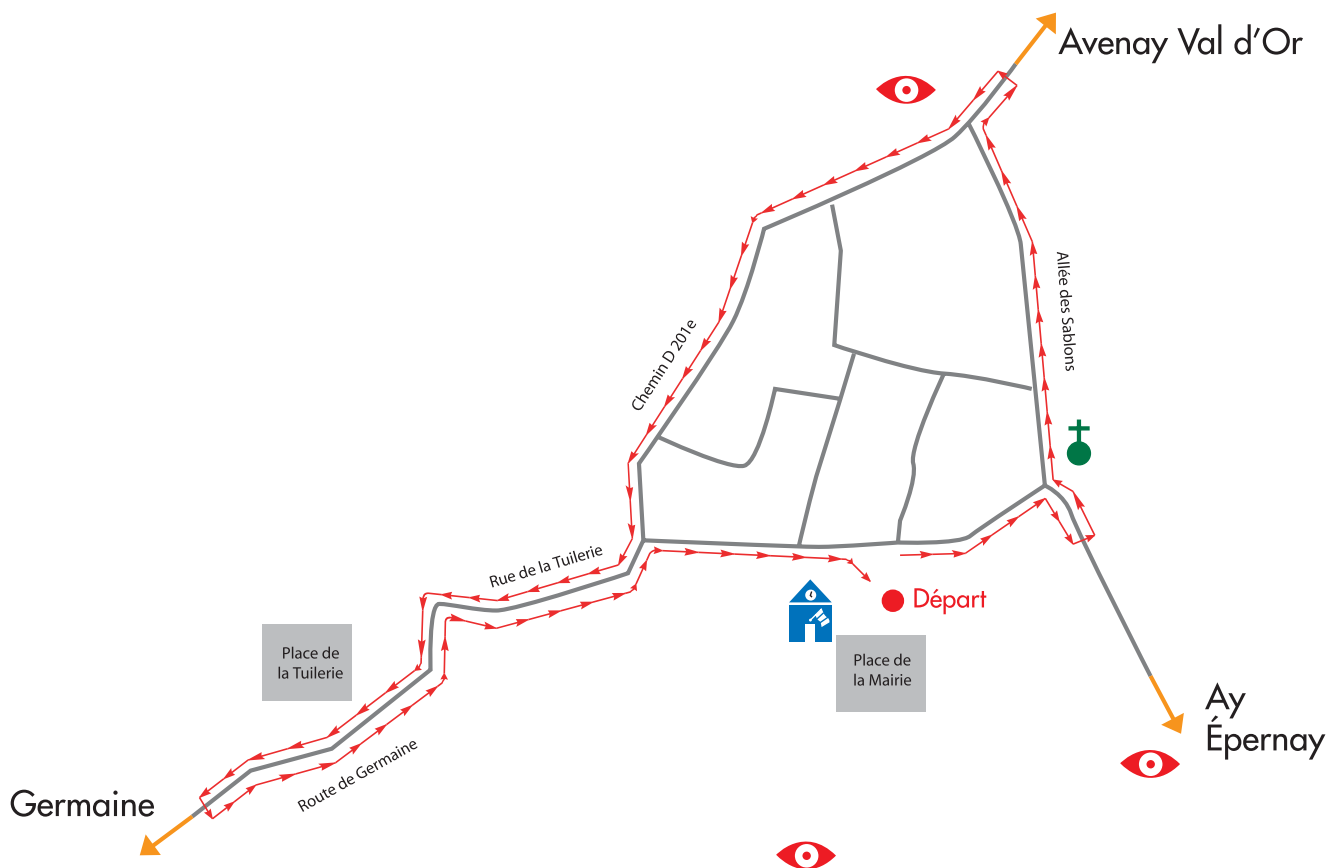 Avenay Val d'Or
Allée des Sablons
Chemin D 201e
Rue de la Tuilerie
Départ
Place de
la Tuilerie
Place de
la Mairie
Ay
Épernay
Route de Germaine
Germaine